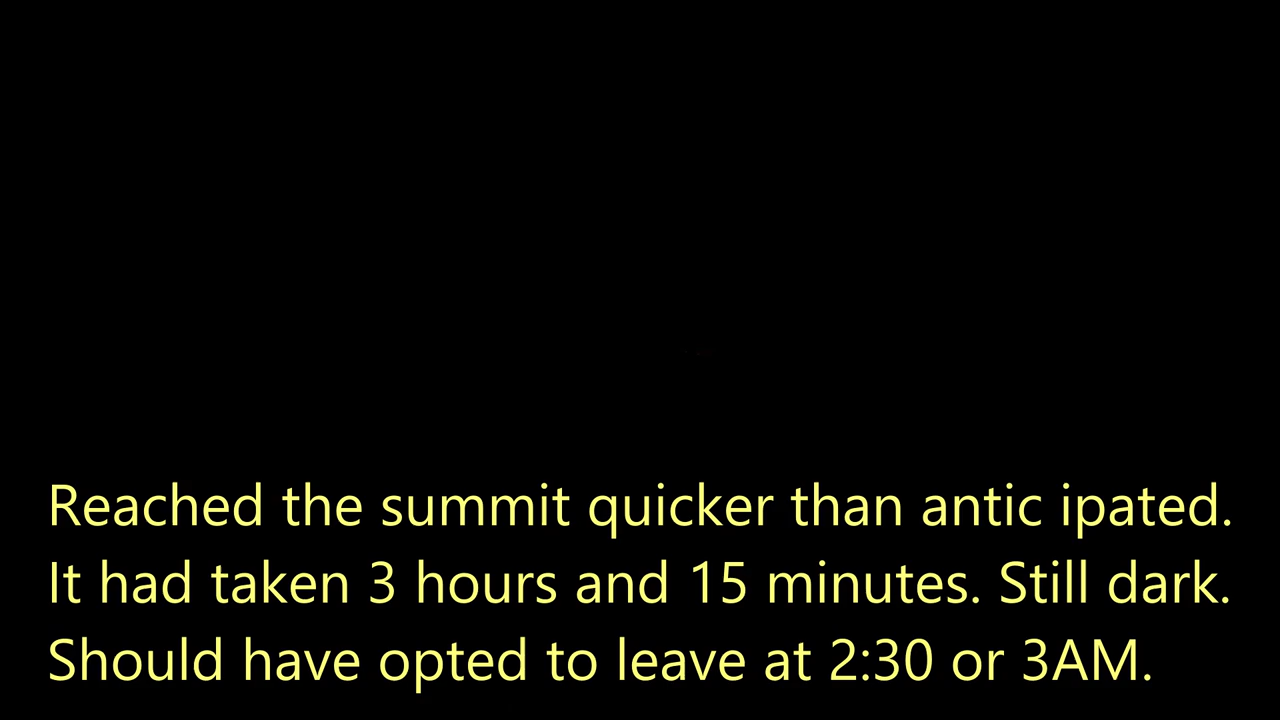 Reached the summit quicker than antic ipated.
It had taken 3 hours and 15 minutes. Still dark.
Should have opted to leave at 2:30 or 3AM.